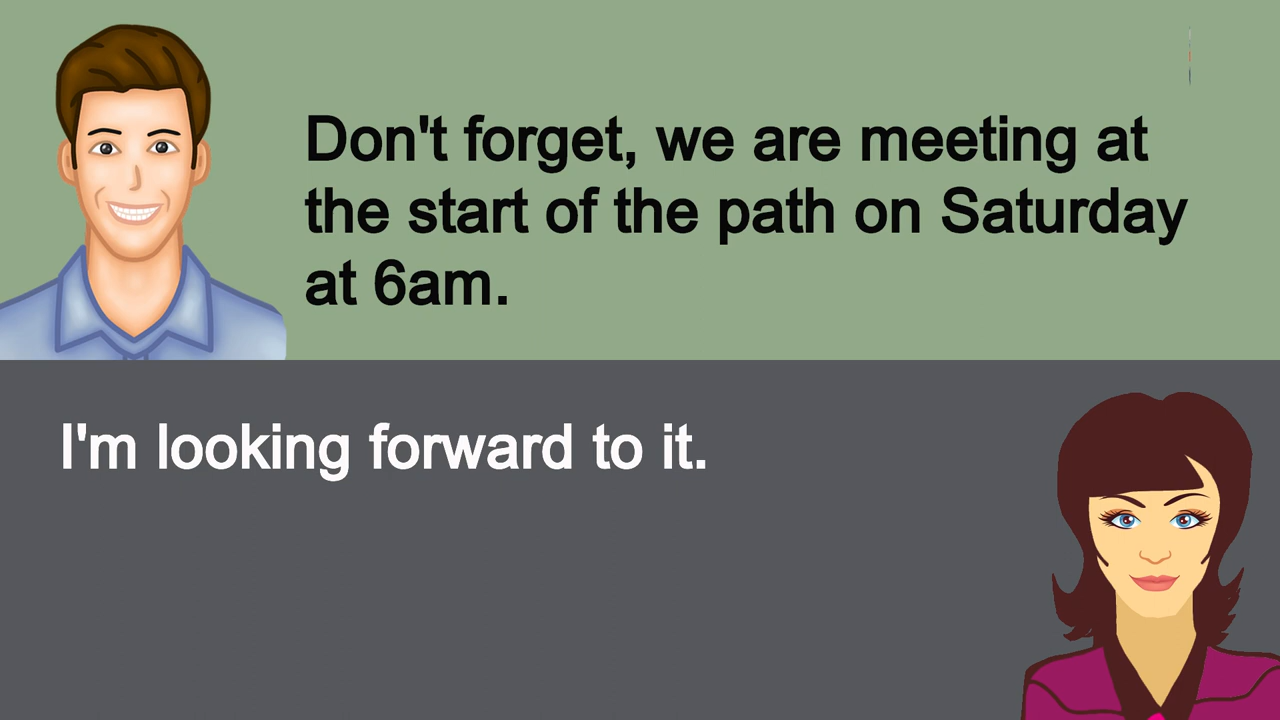 Don't forget, we are meeting at
the start of the path on Saturday
at 6am.
I'm looking forward to it.